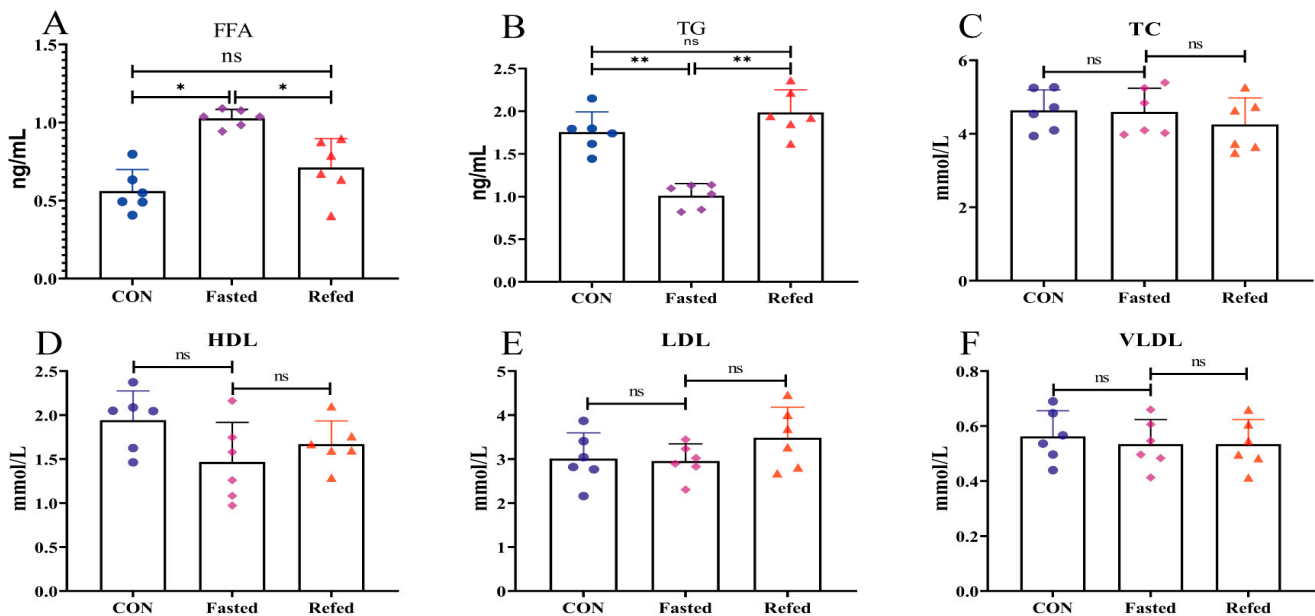 A
FFA
ns
*
*
1.5
1.0
0.5
0.0
ng/mL
CON
Fasted
Refed
B
TG
ns
**
**
2.5
2.0
1.5
1.0
0.5
0.0
ng/mL
CON
Fasted
Refed
C
TC
ns
ns
6
4
2
0
mmol/L
CON
Fasted
Refed
D
HDL
ns
ns
2.5
2.0
1.5
1.0
0.5
0.0
mmol/L
CON
Fasted
Refed
E
LDL
ns
ns
5
4
3
2
1
0
mmol/L
CON
Fasted
Refed
F
VLDL
ns
ns
0.8
0.6
0.4
0.2
0.0
mmol/L
CON
Fasted
Refed